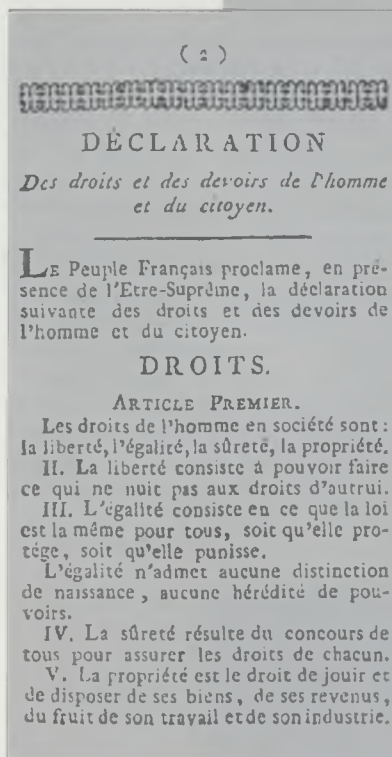 ( 2 )
DÉCLARATION
Des droits et des devoirs de l'homme
et du citoyen.
LE Peuple Français proclame, en pré-
sence de l'Etre-Suprême, la déclaration
suivante des droits et des devoirs de
l'homme et du citoyen.
DROITS.
ARTICLE PREMIER.
Les droits de l'homme en société sont :
la liberté, l'égalité, la sûreté, la propriété.
II. La liberté consiste à pouvoir faire
ce qui ne nuit pas aux droits d'autrui.
III. L'égalité consiste en ce que la loi
est la même pour tous, soit qu'elle pro-
tége, soit qu'elle punisse.
L'égalité n'admet aucune distinction
de naissance, aucune hérédité de pou-
voirs.
IV. La sûreté résulte du concours de
tous pour assurer les droits de chacun.
V. La propriété est le droit de jouir et
de disposer de ses biens, de ses revenus,
du fruit de son travail et de son industrie.